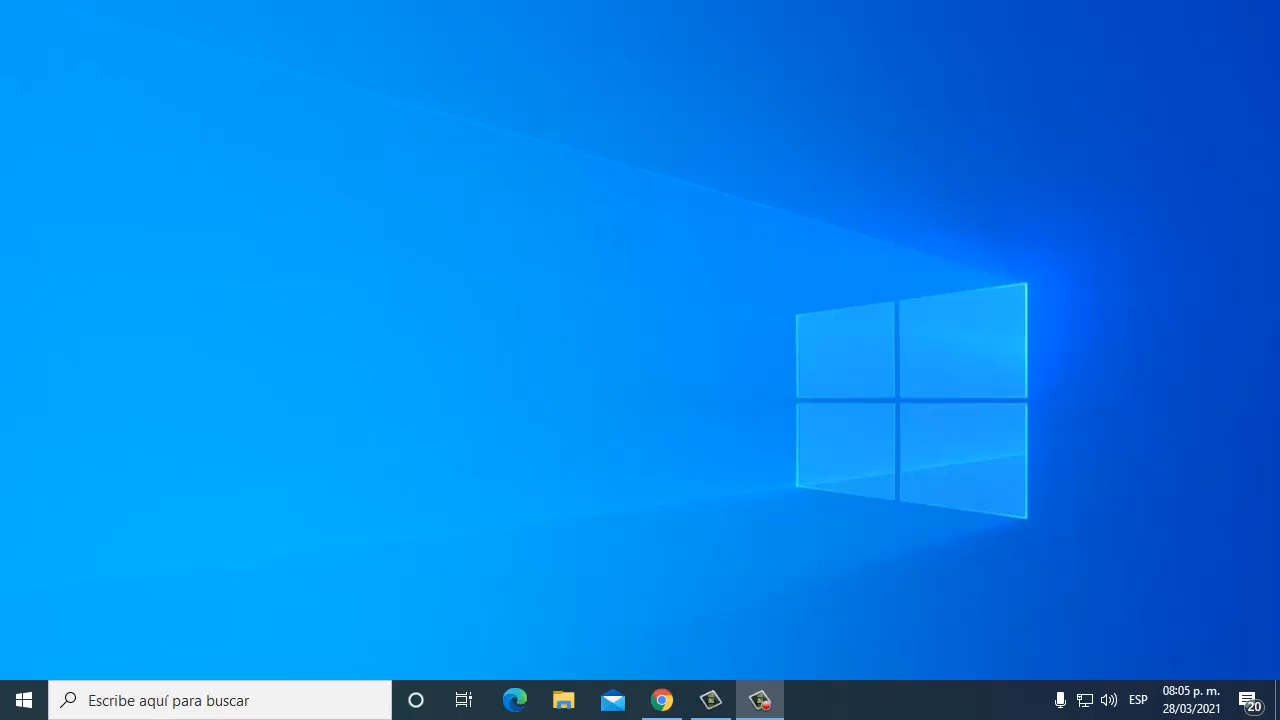 Escribe aquí para buscar
ESP
08:05 p. m.
28/03/2021
20